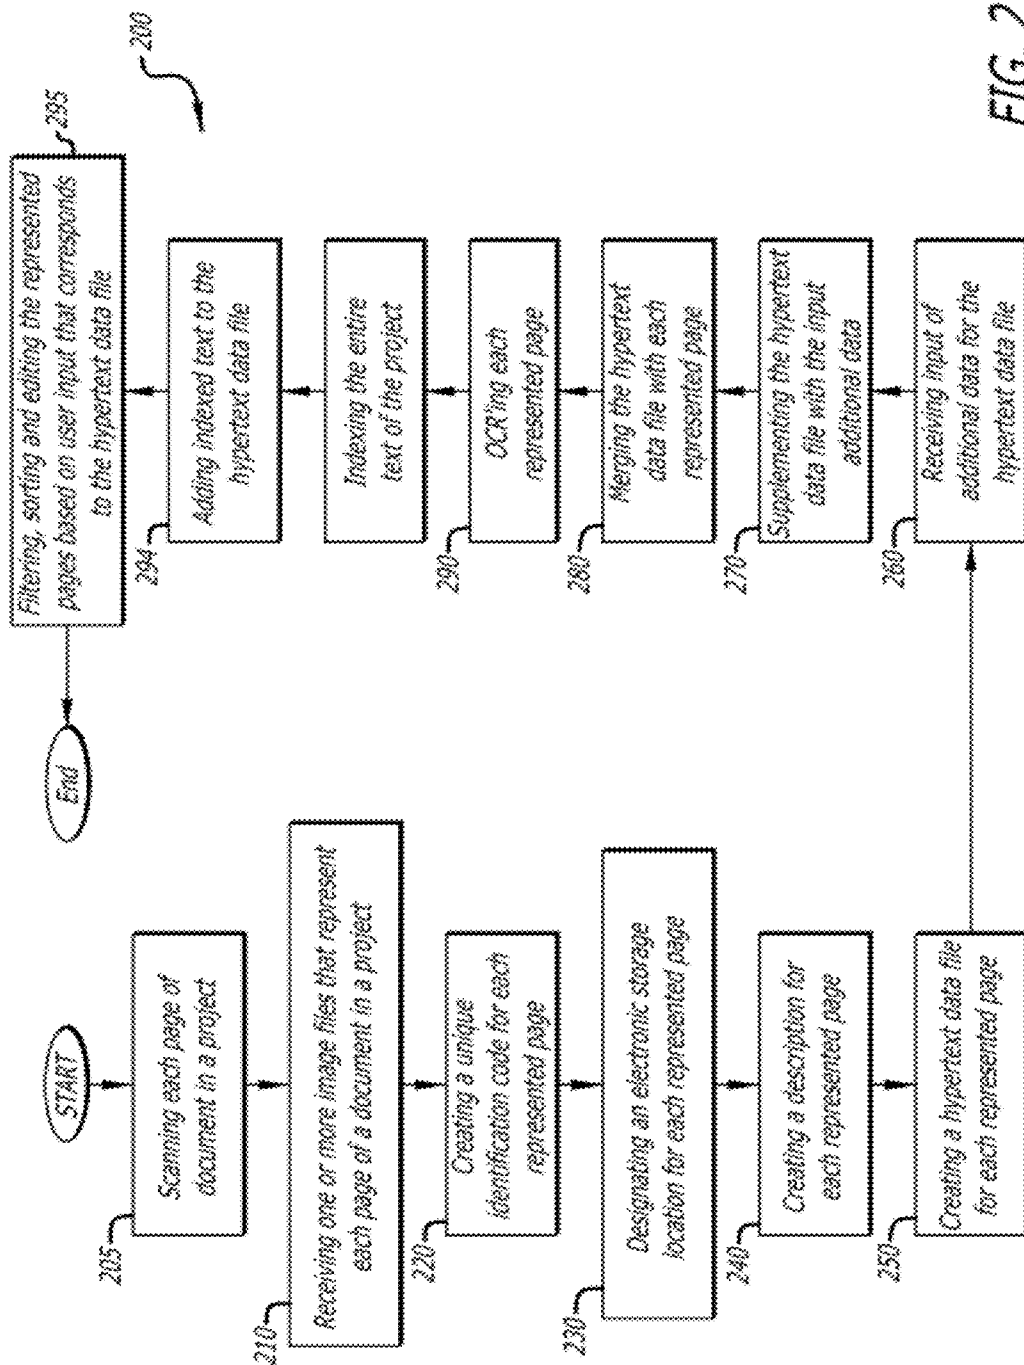 START
205
Scanning each page of
document in a project
210
Receiving one or more image files that represent
each page of a document in a project
220
Creating a unique
identification code for each
represented page
230
Designating an electronic storage
location for each represented page
240
Creating a description for
each represented page
250
Creating a hypertext data file
for each represented page
260
Receiving input of
additional data for the
hypertext data file
270
Supplementing the hypertext
data file with the input
additional data
280
Merging the hypertext
data file with each
represented page
290
OCR'ing each
represented page
Indexing the entire
text of the project
294
Adding indexed text to the
hypertext data file
295
Filtering, sorting and editing the represented
pages based on user input that corresponds
to the hypertext data file
End
200
FIG. 2